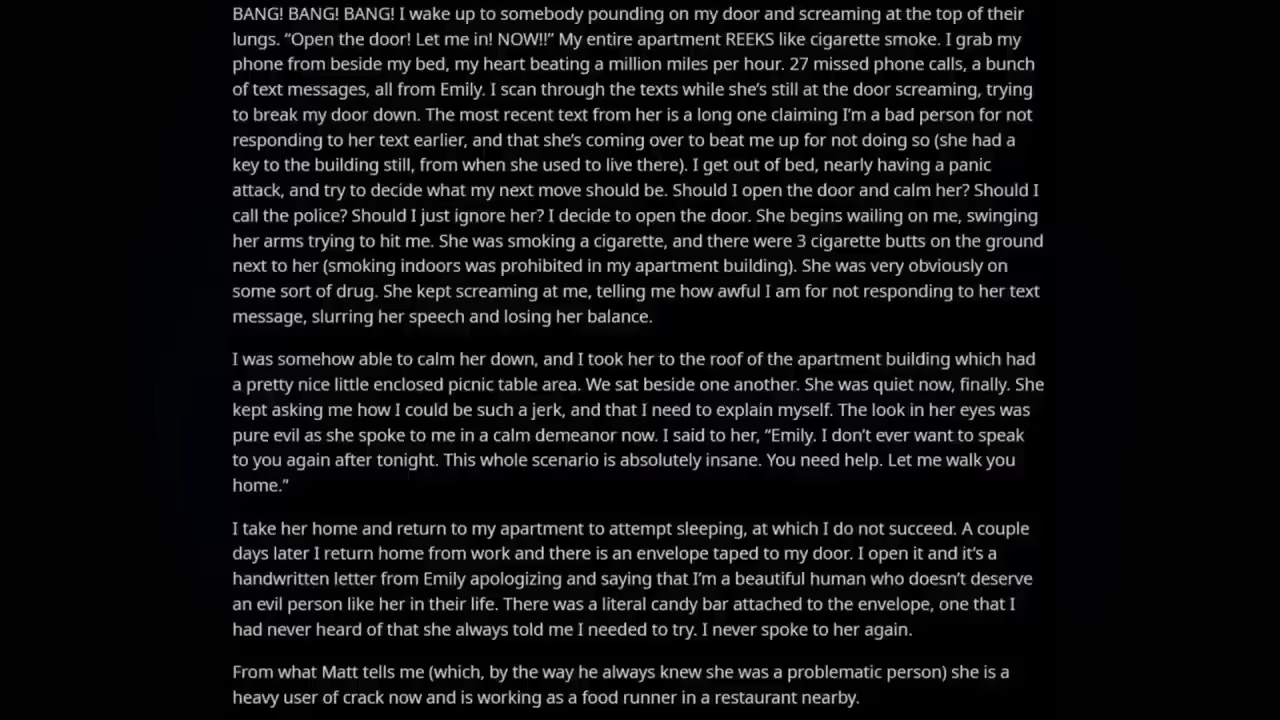 BANG! BANG! BANG! I wake up to somebody pounding on my door and screaming at the top of their
lungs. “Open the door! Let me in! NOW!!” My entire apartment REEKS like cigarette smoke. I grab my
phone from beside my bed, my heart beating a million miles per hour. 27 missed phone calls, a bunch
of text messages, all from Emily. I scan through the texts while she’s still at the door screaming, trying
to break my door down. The most recent text from her is a long one claiming I’m a bad person for not
responding to her text earlier, and that she’s coming over to beat me up for not doing so (she had a
key to the building still, from when she used to live there). I get out of bed, nearly having a panic
attack, and try to decide what my next move should be. Should I open the door and calm her? Should I
call the police? Should I just ignore her? I decide to open the door. She begins wailing on me, swinging
her arms trying to hit me. She was smoking a cigarette, and there were 3 cigarette butts on the ground
next to her (smoking indoors was prohibited in my apartment building). She was very obviously on
some sort of drug. She kept screaming at me, telling me how awful I am for not responding to her text
message, slurring her speech and losing her balance.
I was somehow able to calm her down, and I took her to the roof of the apartment building which had
a pretty nice little enclosed picnic table area. We sat beside one another. She was quiet now, finally. She
kept asking me how I could be such a jerk, and that I need to explain myself. The look in her eyes was
pure evil as she spoke to me in a calm demeanor now. I said to her, “Emily. I don’t ever want to speak
to you again after tonight. This whole scenario is absolutely insane. You need help. Let me walk you
home.”
I take her home and return to my apartment to attempt sleeping, at which I do not succeed. A couple
days later I return home from work and there is an envelope taped to my door. I open it and it’s a
handwritten letter from Emily apologizing and saying that I’m a beautiful human who doesn’t deserve
an evil person like her in their life. There was a literal candy bar attached to the envelope, one that I
had never heard of that she always told me I needed to try. I never spoke to her again.
From what Matt tells me (which, by the way he always knew she was a problematic person) she is a
heavy user of crack now and is working as a food runner in a restaurant nearby.